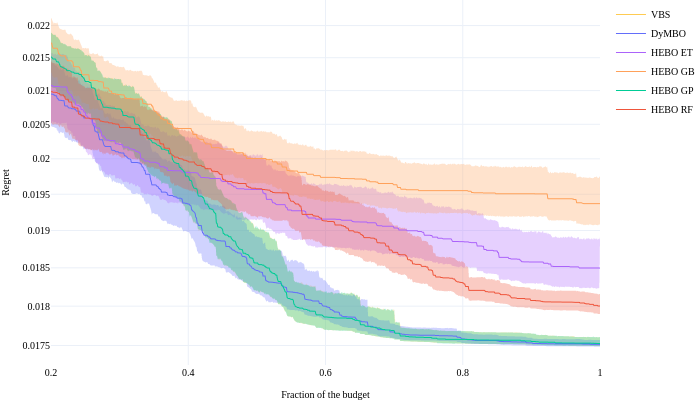 0.022
0.0215
0.021
0.0205
0.02
0.0195
0.019
0.0185
0.018
0.0175
Regret
0.2
0.4
0.6
0.8
1
Fraction of the budget
VBS
DyMBO
HEBO ET
HEBO GB
HEBO GP
HEBO RF